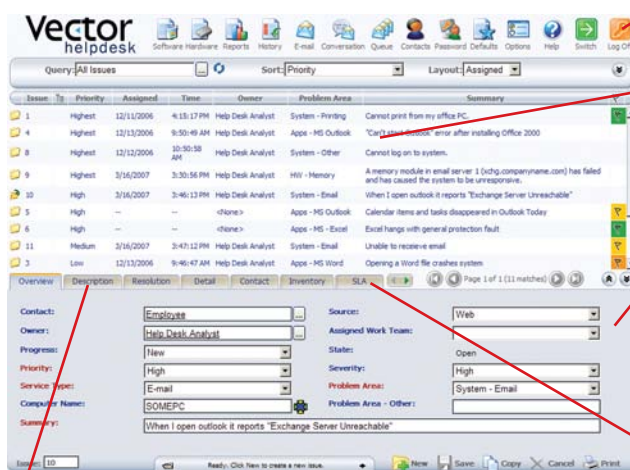 Vector
helpdesk
Software Hardware Reports History E-mail Conversation Queue Contacts Password Defaults Options Help Switch Log Of
Query: All Issues ... Sort: Priority Layout: Assigned
Issue Priority Assigned Time Owner Problem Area Summary
1 Highest 12/11/2006 4:15:17 PM Help Desk Analyst System - Printing Cannot print from my office PC.
4 Highest 12/13/2006 9:50:49 AM Help Desk Analyst Apps - MS Outlook "Can't start Outlook" error after installing Office 2000
8 Highest 12/12/2006 10:50:58 AM Help Desk Analyst System - Other Cannot log on to system.
2 High 3/16/2007 3:30:56 PM Help Desk Analyst HW - Memory A memory module in email server 1 (xchg.companyname.com) has failed
and has caused the system to be unresponsive.
10 High 3/16/2007 3:46:13 PM Help Desk Analyst System - Email When I open outlook it reports "Exchange Server Unreachable"
5 High -- -- <None> Apps - MS Outlook Calendar items and tasks disappeared in Outlook Today
6 High -- -- <None> Apps - MS - Excel Excel hangs with general protection fault
11 Medium 3/16/2007 3:47:12 PM Help Desk Analyst System - Email Unable to receieve email
3 Low 12/13/2006 9:46:47 AM Help Desk Analyst Apps - MS Word Opening a Word file crashes system
Overview Description Resolution Detail Contact Inventory SLA Page 1 of 1 (11 matches)
Contact: Employee ... Source: Web
Owner: Help Desk Analyst ... Assigned Work Team:
Progress: New State: Open
Priority: High Severity: High
Service Type: E-mail Problem Area: System - Email
Computer Name: SOMEPC Problem Area - Other:
Summary: When I open outlook it reports "Exchange Server Unreachable"
Issue: 10 Ready. Click New to create a new issue. New Save Copy Cancel Print